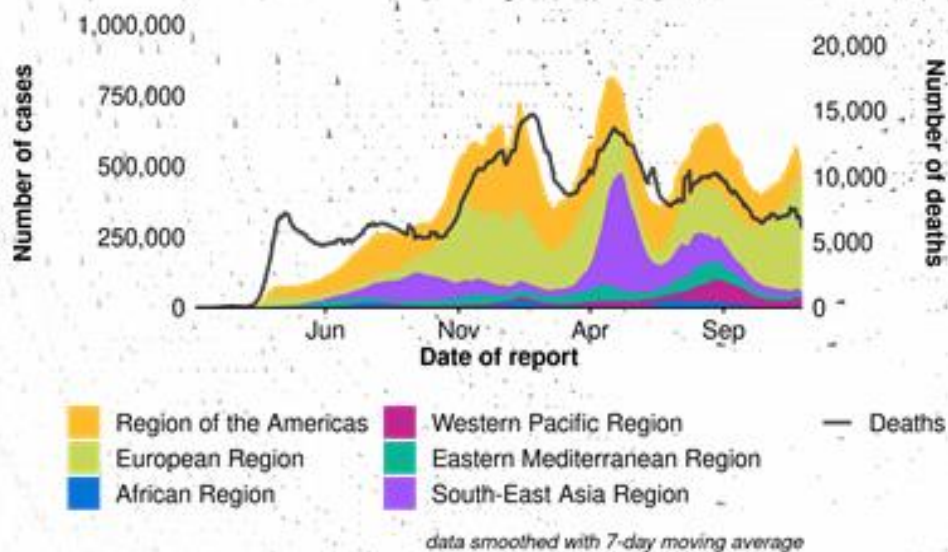 1,000,000
750,000
500,000
250,000
0
Number of cases
20,000
15,000
10,000
5,000
0
Number of deaths
Jun Nov Apr Sep
Date of report
Region of the Americas Western Pacific Region Deaths
European Region Eastern Mediterranean Region
African Region South-East Asia Region
data smoothed with 7-day moving average